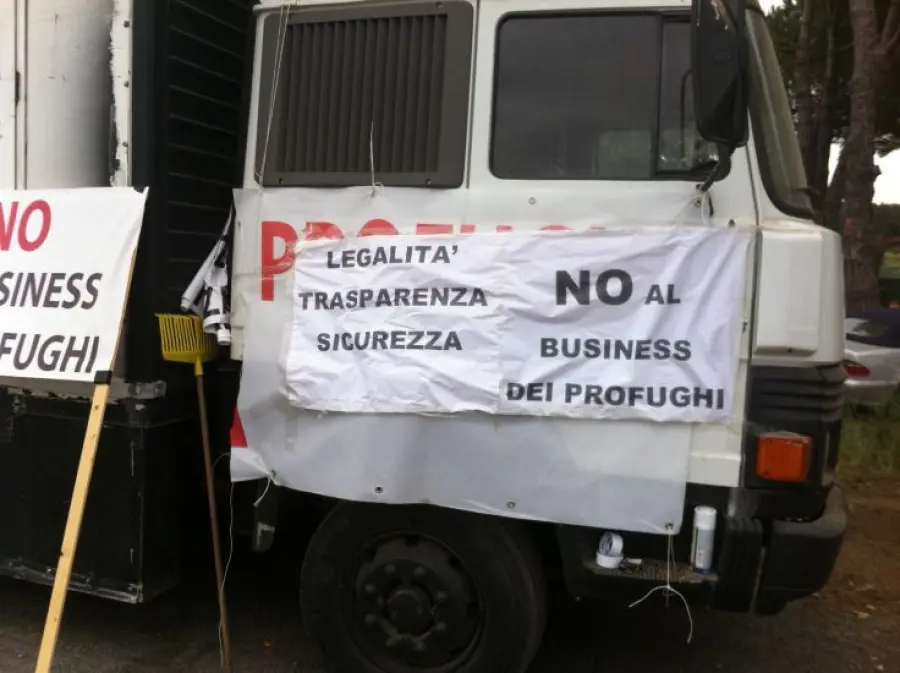 NO
SINESS
FUGHI
LEGALITA'
TRASPARENZA
SICUREZZA
NO AL
BUSINESS
DEI PROFUGHI